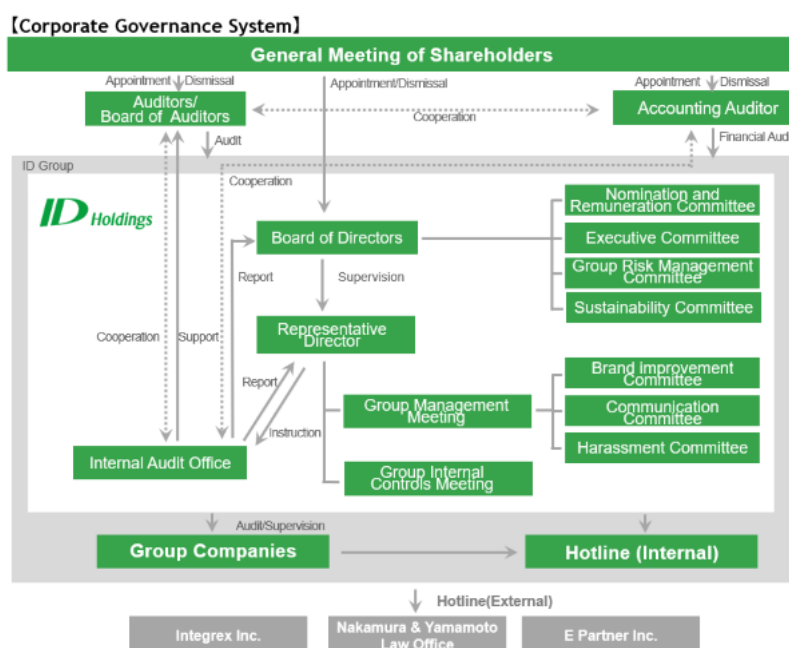 【Corporate Governance System】
General Meeting of Shareholders
Appointment Dismissal
Appointment/Dismissal
Appointment Dismissal
Auditors/
Board of Auditors
Cooperation
Accounting Auditor
Audit
Financial Aud
ID Group
Cooperation
ID Holdings
Nomination and
Remuneration Committee
Board of Directors
Executive Committee
Report
Supervision
Group Risk Management
Committee
Sustainability Committee
Cooperation
Support
Representative
Director
Brand improvement
Committee
Report
Group Management
Meeting
Communication
Committee
Instruction
Harassment Committee
Internal Audit Office
Group Internal
Controls Meeting
Audit/Supervision
Group Companies
Hotline (Internal)
Hotline(External)
Integrex Inc.
Nakamura & Yamamoto
Law Office
E Partner Inc.